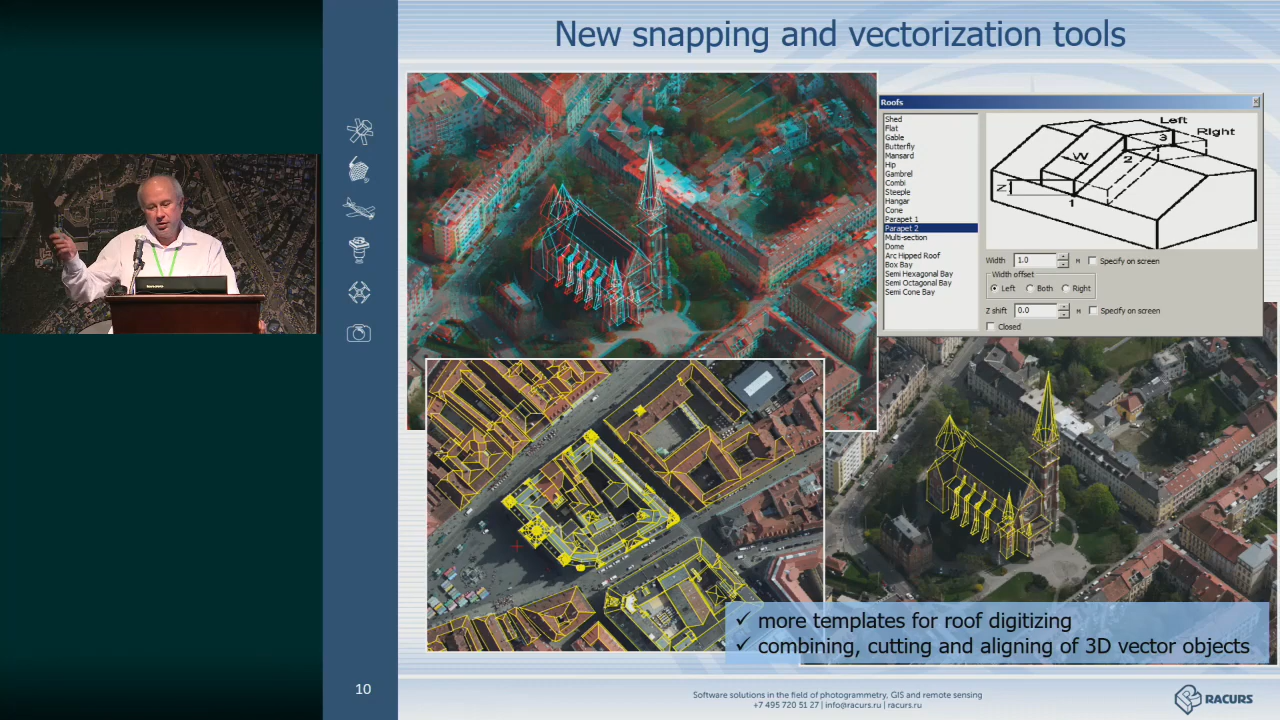 New snapping and vectorization tools
Roofs
Shed
Flat
Gable
Butterfly
Mansard
Hip
Gambrel
Combi
Steeple
Hangar
Cone
Parapet 1
Parapet 2
Multi-section
Dome
Arc Hipped Roof
Box Bay
Semi Hexagonal Bay
Semi Octagonal Bay
Semi Cone Bay
Left
Right
3
W
2
Z
1
Width 1.0 M Specify on screen
Width offset
Left Both Right
Z shift 0.0 M Specify on screen
Closed
✓ more templates for roof digitizing
✓ combining, cutting and aligning of 3D vector objects
10
Software solutions in the field of photogrammetry, GIS and remote sensing
+7 495 720 51 27 | info@racurs.ru | racurs.ru
RACURS